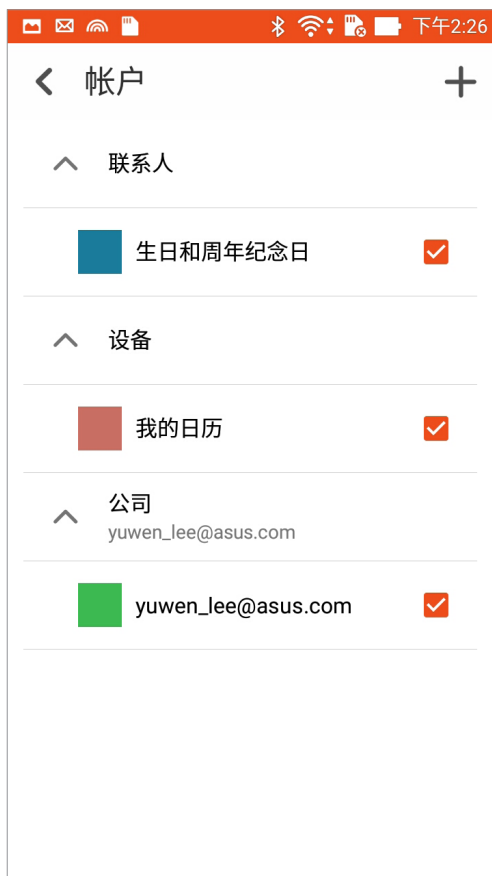 下午2:26
帐户
联系人
生日和周年纪念日
设备
我的日历
公司
yuwen_lee@asus.com
yuwen_lee@asus.com